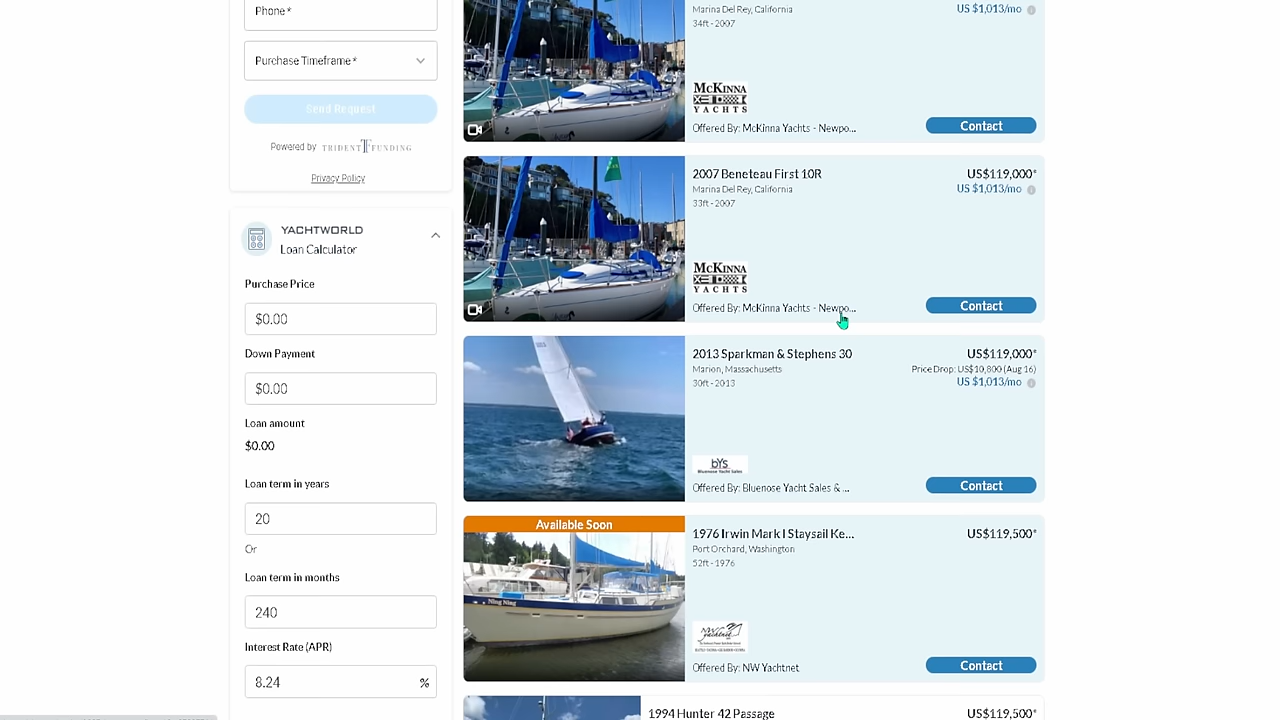 Phone *
Purchase Timeframe *
Send Request
Powered by TRIDENT FUNDING
Privacy Policy
YACHTWORLD
Loan Calculator
Purchase Price
$0.00
Down Payment
$0.00
Loan amount
$0.00
Loan term in years
20
Or
Loan term in months
240
Interest Rate (APR)
8.24 %
Marina Del Rey, California
US $1,013/mo
34ft - 2007
McKINNA
YACHTS
Offered By: McKinna Yachts - Newpo...
Contact
2007 Beneteau First 10R
US$119,000*
Marina Del Rey, California
US $1,013/mo
33ft - 2007
McKINNA
YACHTS
Offered By: McKinna Yachts - Newpo...
Contact
2013 Sparkman & Stephens 30
US$119,000*
Marion, Massachusetts
Price Drop: US$10,800 (Aug 16)
30ft - 2013
US $1,013/mo
bYs
Bluenose Yacht Sales
Offered By: Bluenose Yacht Sales & ...
Contact
Available Soon
1976 Irwin Mark I Staysail Ke...
US$119,500*
Port Orchard, Washington
52ft - 1976
Ning Ning
NW Yachtnet
Offered By: NW Yachtnet
Contact
1994 Hunter 42 Passage
US$119,500*